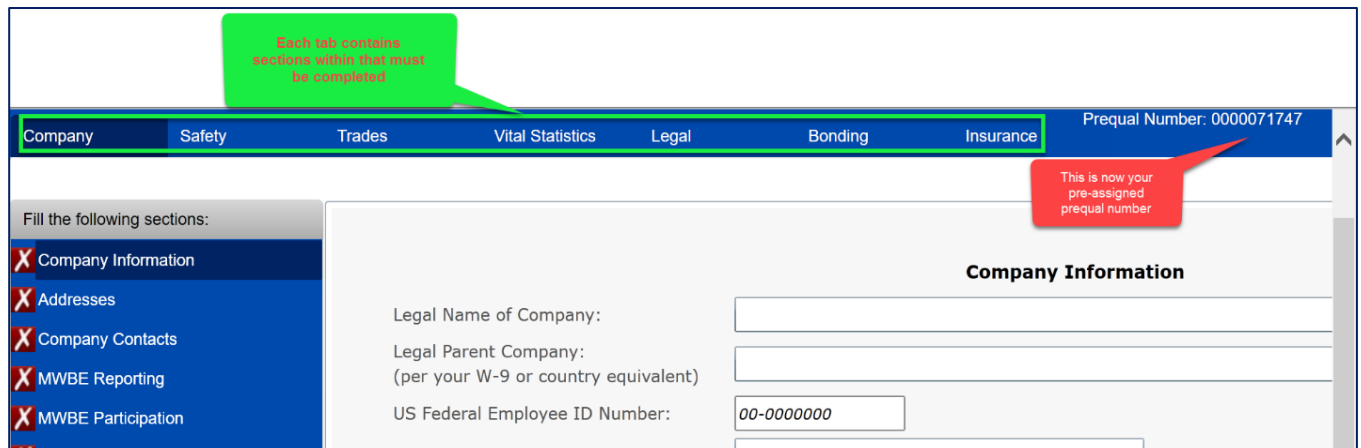 Each tab contains
sections within that must
be completed
Company Safety Trades Vital Statistics Legal Bonding Insurance Prequal Number: 0000071747
This is now your
pre-assigned
prequal number
Fill the following sections:
Company Information
Addresses
Company Contacts
MWBE Reporting
MWBE Participation
Company Information
Legal Name of Company:
Legal Parent Company:
(per your W-9 or country equivalent)
US Federal Employee ID Number: 00-0000000